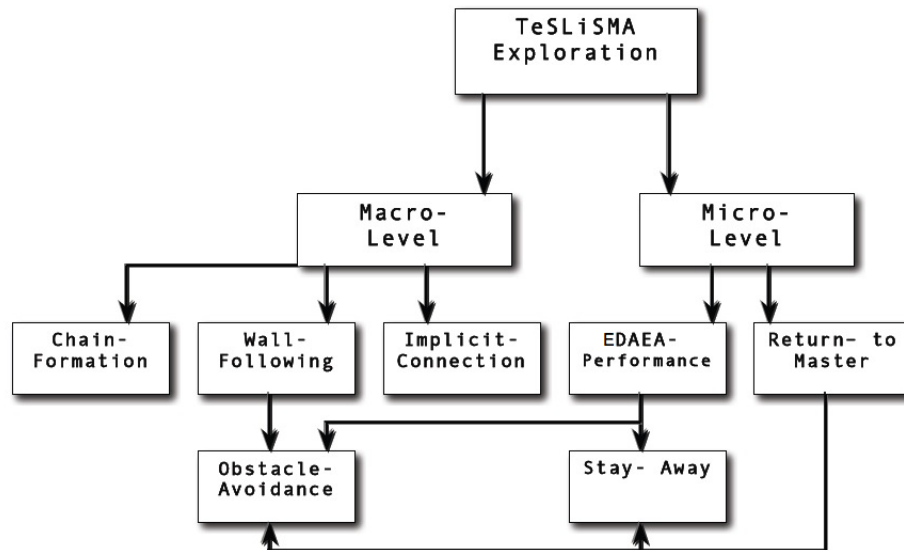 TeSLiSMA
Exploration
Macro-
Level
Micro-
Level
Chain-
Formation
Wall-
Following
Implicit-
Connection
EDAEA-
Performance
Return- to
Master
Obstacle-
Avoidance
Stay- Away